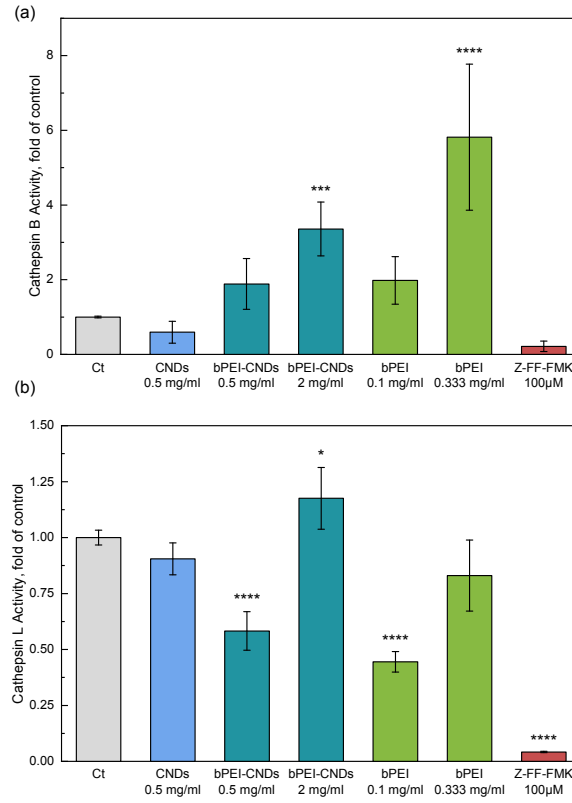 (a)
Cathepsin B Activity, fold of control
8
6
4
2
0
****
***
Ct
CNDs
0.5 mg/ml
bPEI-CNDs
0.5 mg/ml
bPEI-CNDs
2 mg/ml
bPEI
0.1 mg/ml
bPEI
0.333 mg/ml
Z-FF-FMK
100µM
(b)
Cathepsin L Activity, fold of control
1.50
1.25
1.00
0.75
0.50
0.25
0.00
*
****
****
****
Ct
CNDs
0.5 mg/ml
bPEI-CNDs
0.5 mg/ml
bPEI-CNDs
2 mg/ml
bPEI
0.1 mg/ml
bPEI
0.333 mg/ml
Z-FF-FMK
100µM